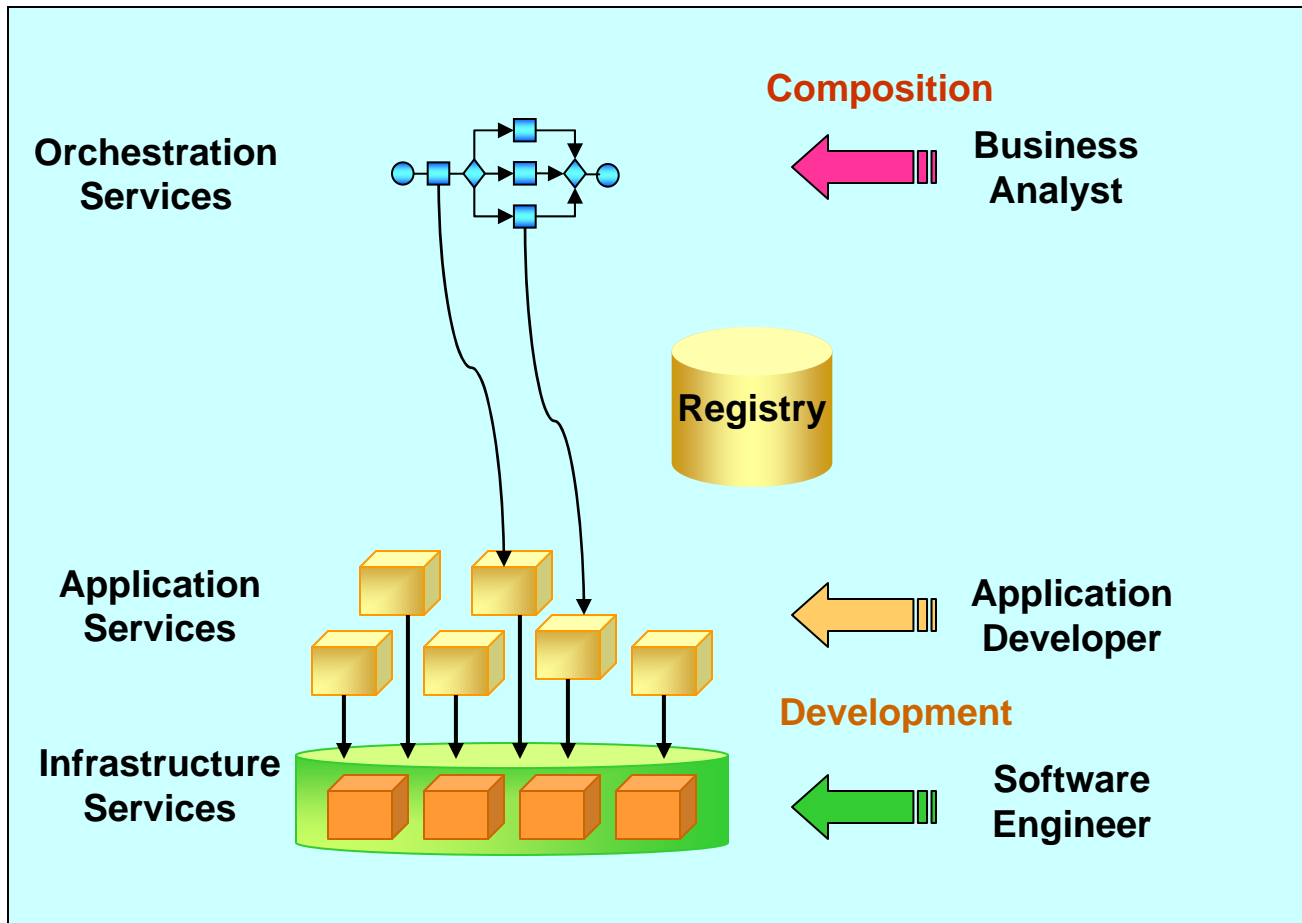 Composition
Orchestration
Services
Business
Analyst
Registry
Application
Services
Application
Developer
Development
Infrastructure
Services
Software
Engineer